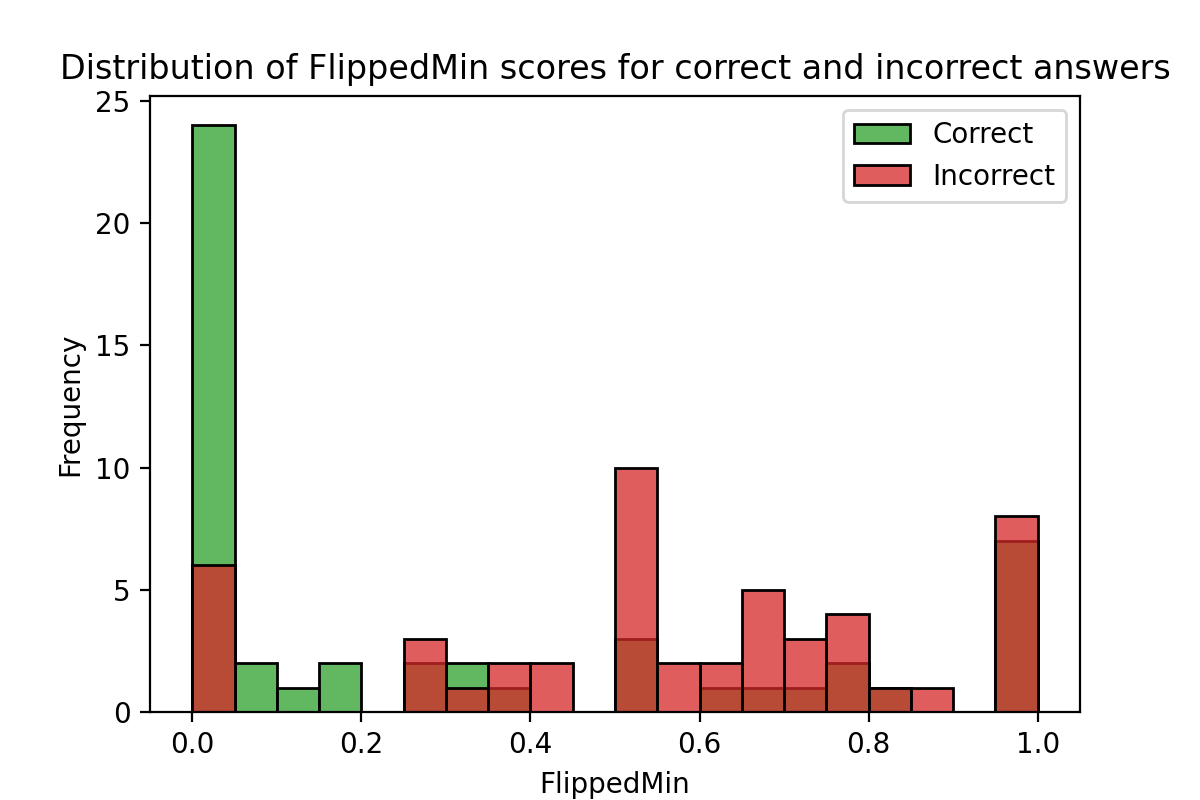 Distribution of FlippedMin scores for correct and incorrect answers
25
20
15
10
5
0
Frequency
Correct
Incorrect
0.0 0.2 0.4 0.6 0.8 1.0
FlippedMin